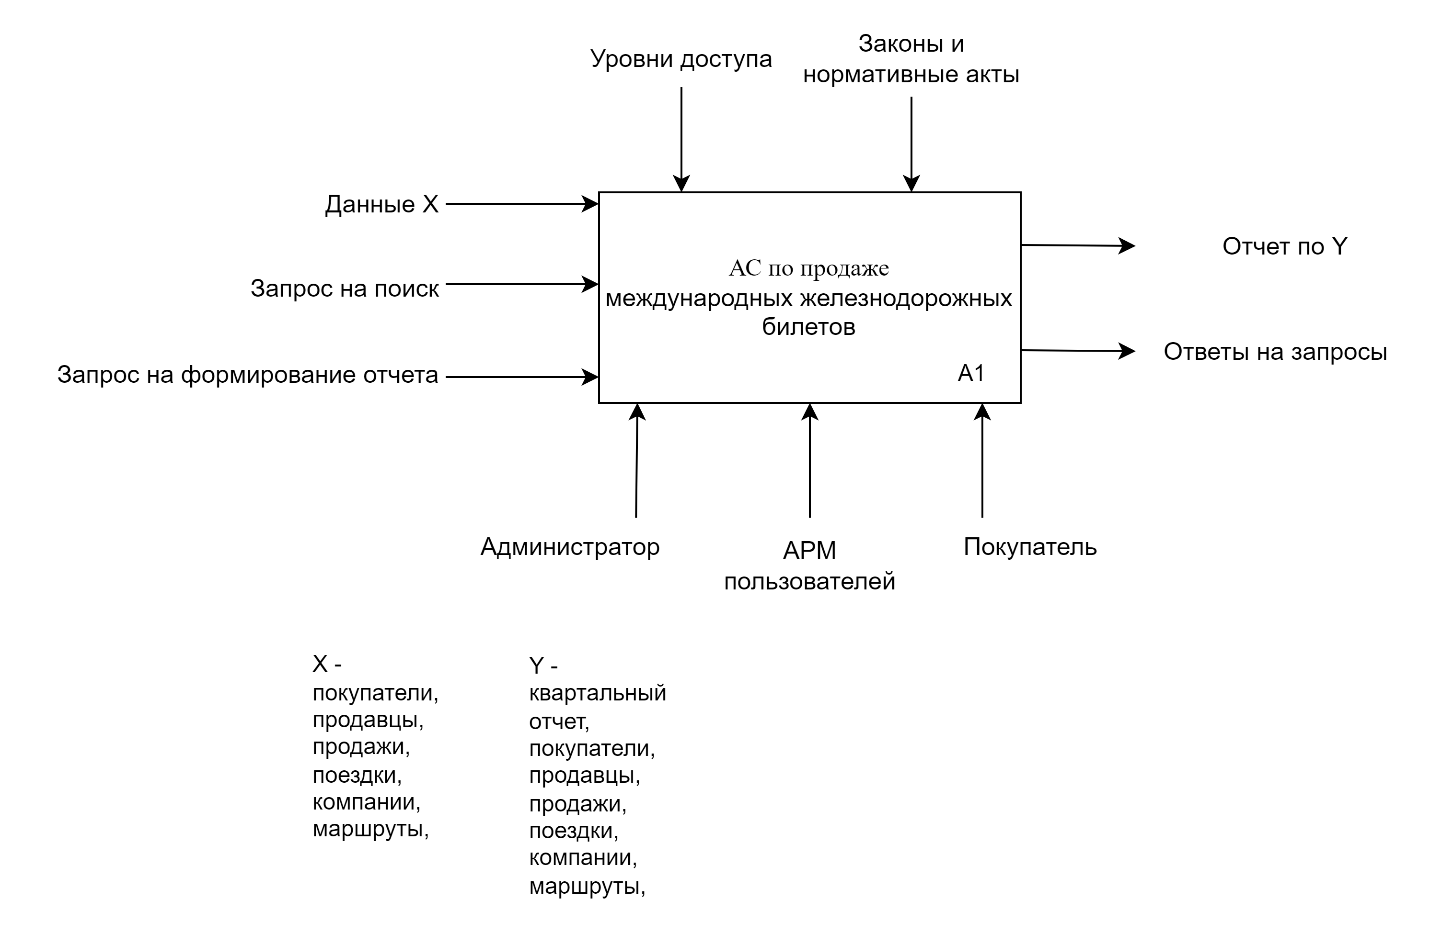 Уровни доступа
Законы и
нормативные акты
Данные X
Запрос на поиск
Запрос на формирование отчета
АС по продаже
международных железнодорожных
билетов
А1
Отчет по Y
Ответы на запросы
Администратор
АРМ
пользователей
Покупатель
X -
покупатели,
продавцы,
продажи,
поездки,
компании,
маршруты,
Y -
квартальный
отчет,
покупатели,
продавцы,
продажи,
поездки,
компании,
маршруты,